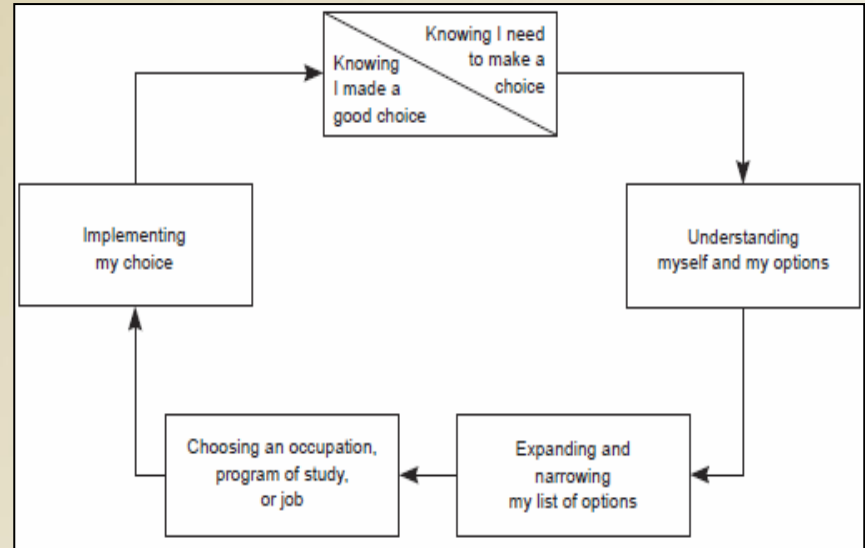 Knowing I need
to make a
choice
Knowing
I made a
good choice
Understanding
myself and my options
Expanding and
narrowing
my list of options
Choosing an occupation,
program of study,
or job
Implementing
my choice